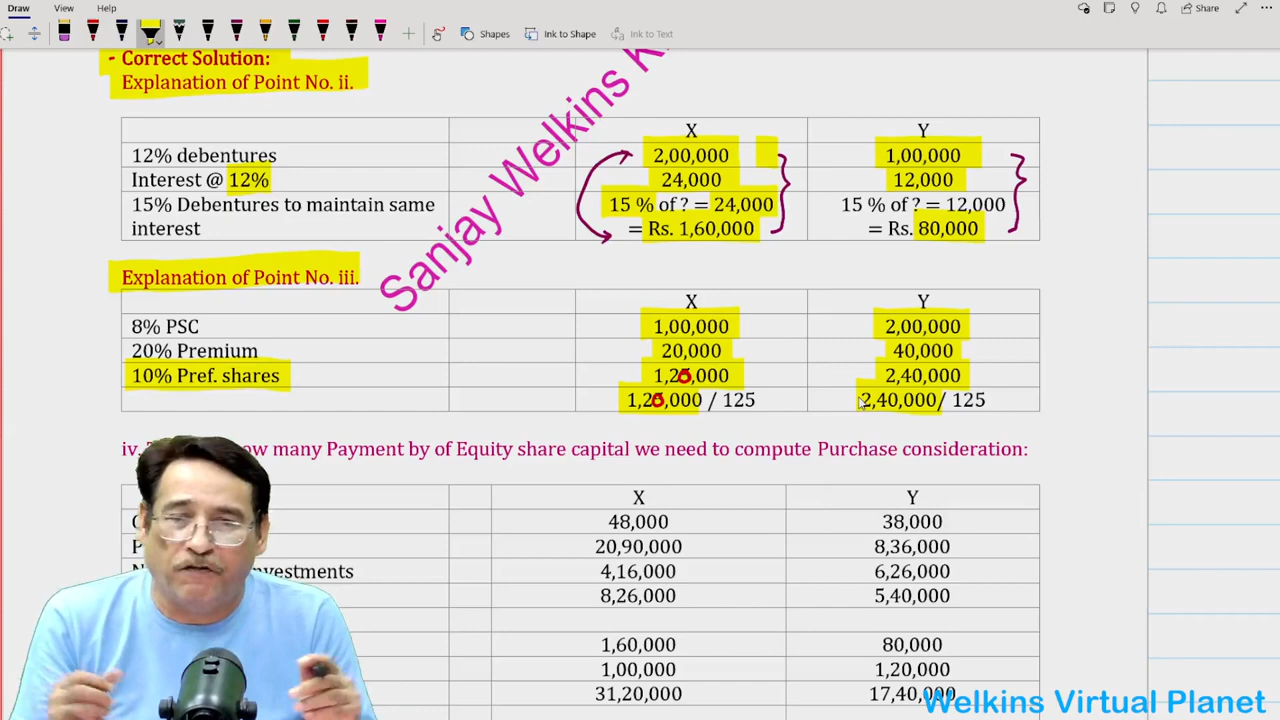 Draw View Help Share
Shapes Ink to Shape Ink to Text
- Correct Solution:
Explanation of Point No. ii.
X Y
12% debentures 2,00,000 1,00,000
Interest @ 12% 24,000 12,000
15% Debentures to maintain same 15 % of ? = 24,000 15 % of ? = 12,000
interest = Rs. 1,60,000 = Rs. 80,000
Explanation of Point No. iii.
X Y
8% PSC 1,00,000 2,00,000
20% Premium 20,000 40,000
10% Pref. shares 1,20,000 2,40,000
1,20,000 / 125 2,40,000/ 125
iv. how many Payment by of Equity share capital we need to compute Purchase consideration:
X Y
48,000 38,000
20,90,000 8,36,000
4,16,000 6,26,000
8,26,000 5,40,000
1,60,000 80,000
1,00,000 1,20,000
31,20,000 17,40,000
Sanjay Welkins
Welkins Virtual Planet